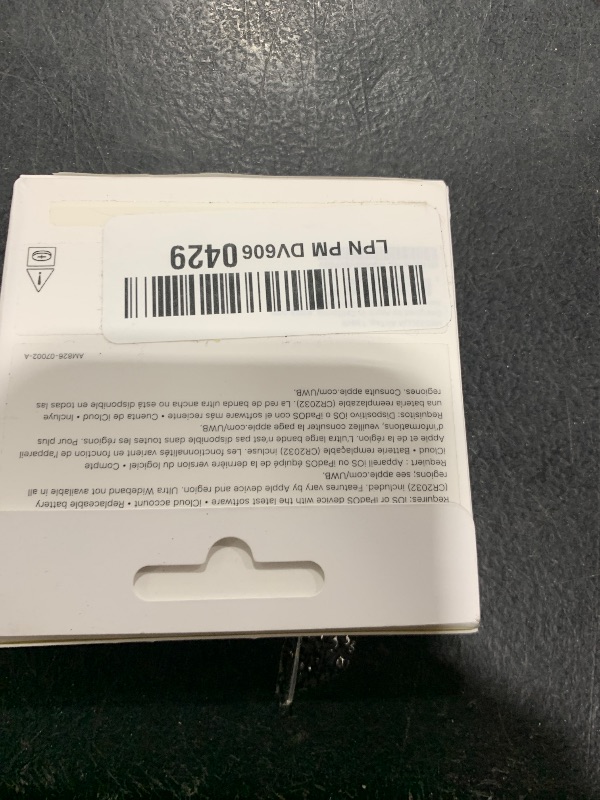 Requires: iOS or iPadOS device with the latest software • iCloud account • Replaceable battery
(CR2032) included. Features vary by Apple device and region. Ultra Wideband not available in all
regions; see apple.com/UWB.
Requiert : Appareil iOS ou iPadOS équipé de la dernière version du logiciel • Compte
iCloud • Batterie remplaçable (CR2032) incluse. Les fonctionnalités varient en fonction de l'appareil
Apple et de la région. L'ultra large bande n'est pas disponible dans toutes les régions. Pour plus
d'informations, veuillez consulter la page apple.com/UWB.
Requisitos: Dispositivo iOS o iPadOS con el software más reciente • Cuenta de iCloud • Incluye
una batería reemplazable (CR2032). La red de banda ultra ancha no está disponible en todas las
regiones. Consulta apple.com/UWB.
AM826-07002-A
LPN PM DV606 0429